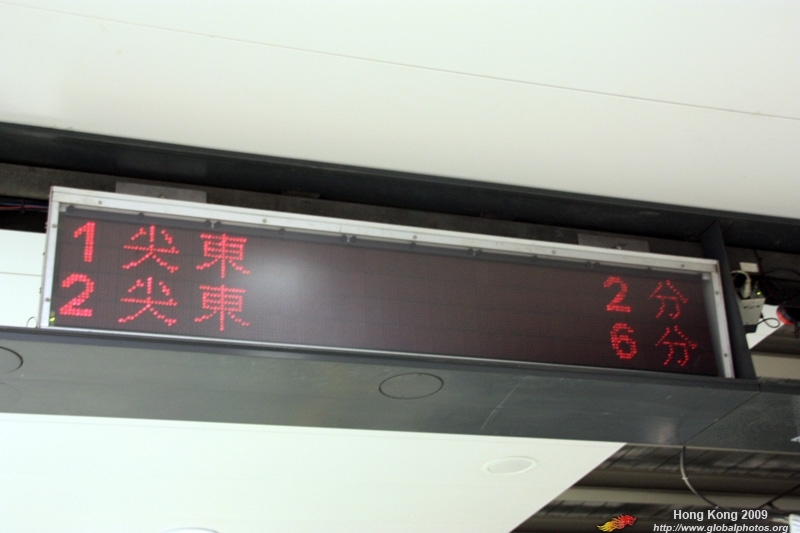 1 尖東 2 分
2 尖東 6 分
Hong Kong 2009
http://www.globalphotos.org